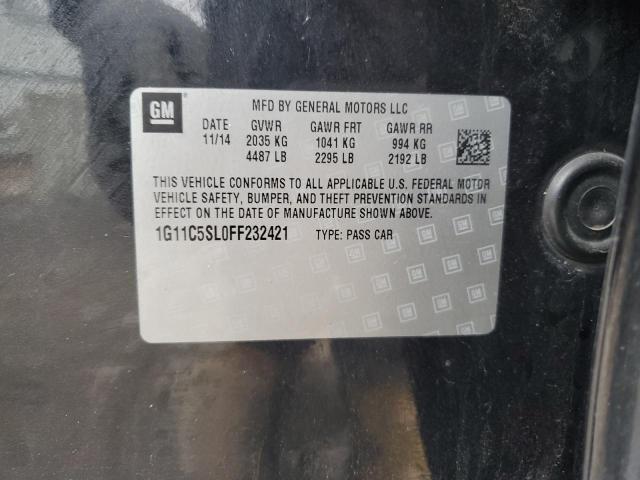 GM MFD BY GENERAL MOTORS LLC
DATE GVWR GAWR FRT GAWR RR
11/14 2035 KG 1041 KG 994 KG
4487 LB 2295 LB 2192 LB
THIS VEHICLE CONFORMS TO ALL APPLICABLE U.S. FEDERAL MOTOR
VEHICLE SAFETY, BUMPER, AND THEFT PREVENTION STANDARDS IN
EFFECT ON THE DATE OF MANUFACTURE SHOWN ABOVE.
1G11C5SL0FF232421 TYPE: PASS CAR